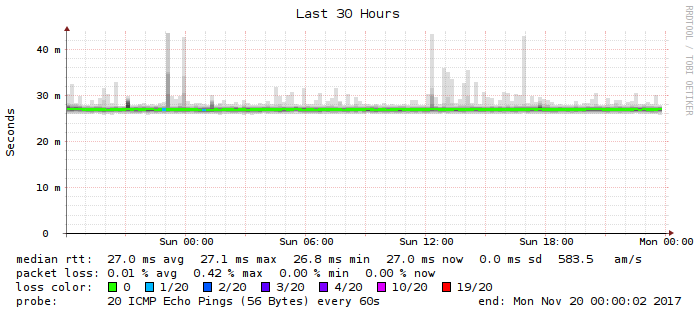 Last 30 Hours
RRDTOOL / TOBI OETIKER
Seconds
40 m
30 m
20 m
10 m
0
Sun 00:00 Sun 06:00 Sun 12:00 Sun 18:00 Mon 00:00
median rtt: 27.0 ms avg 27.1 ms max 26.8 ms min 27.0 ms now 0.0 ms sd 583.5 am/s
packet loss: 0.01 % avg 0.42 % max 0.00 % min 0.00 % now
loss color: 0 1/20 2/20 3/20 4/20 10/20 19/20
probe: 20 ICMP Echo Pings (56 Bytes) every 60s end: Mon Nov 20 00:00:02 2017